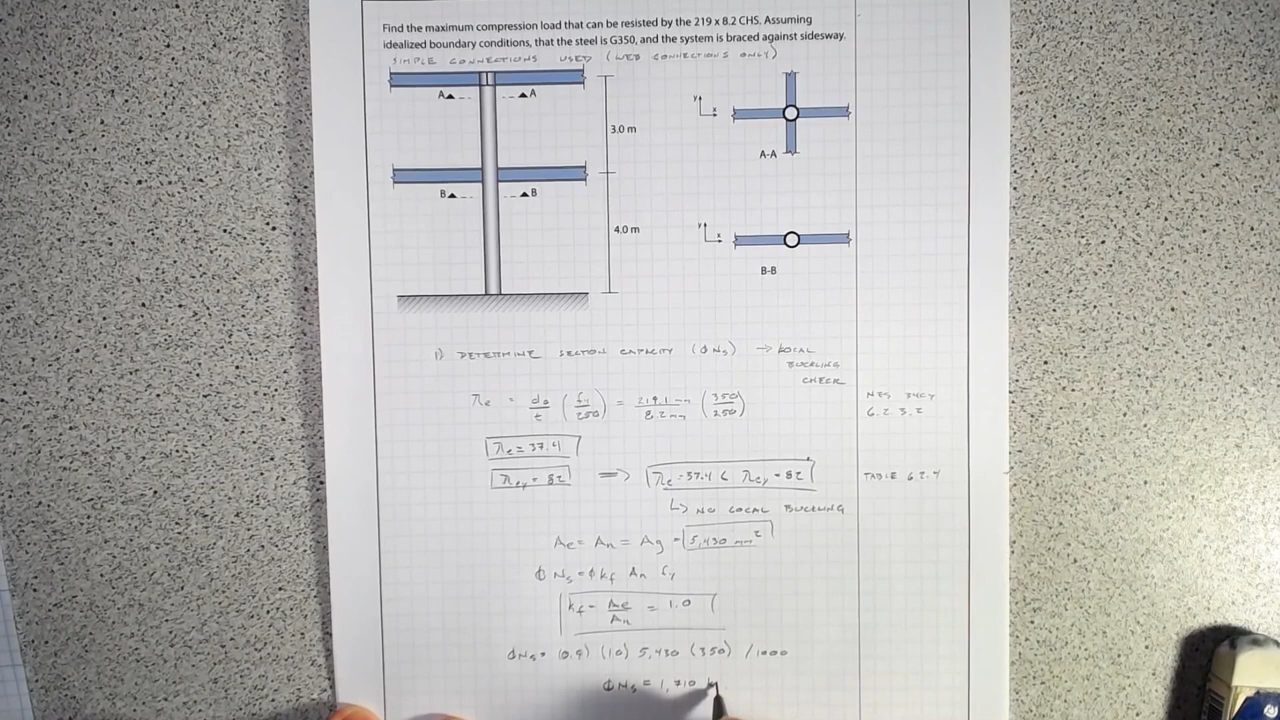 Find the maximum compression load that can be resisted by the 219 x 8.2 CHS. Assuming
idealized boundary conditions, that the steel is G350, and the system is braced against sidesway.
SIMPLE CONNECTIONS USED (WEB CONNECTIONS ONLY)
A A
3.0 m
B B
4.0 m
y x
A-A
y x
B-B
1) DETERMINE SECTION CAPACITY (ϕNs) → LOCAL
BUCKLING
CHECK
λe = do/t (fy/250) = 219.1 mm/8.2 mm (350/250)
NZS 3404
6.2.3.2
λe = 37.4
λey = 82 ⇒ λe = 37.4 < λey = 82
TABLE 6.2.4
↳ NO LOCAL BUCKLING
Ae = An = Ag = 5,430 mm²
ϕNs = ϕ kf An fy
kf = Ae/An = 1.0
ϕNs = (0.9) (1.0) 5,430 (350) /1000
ϕNs = 1,710